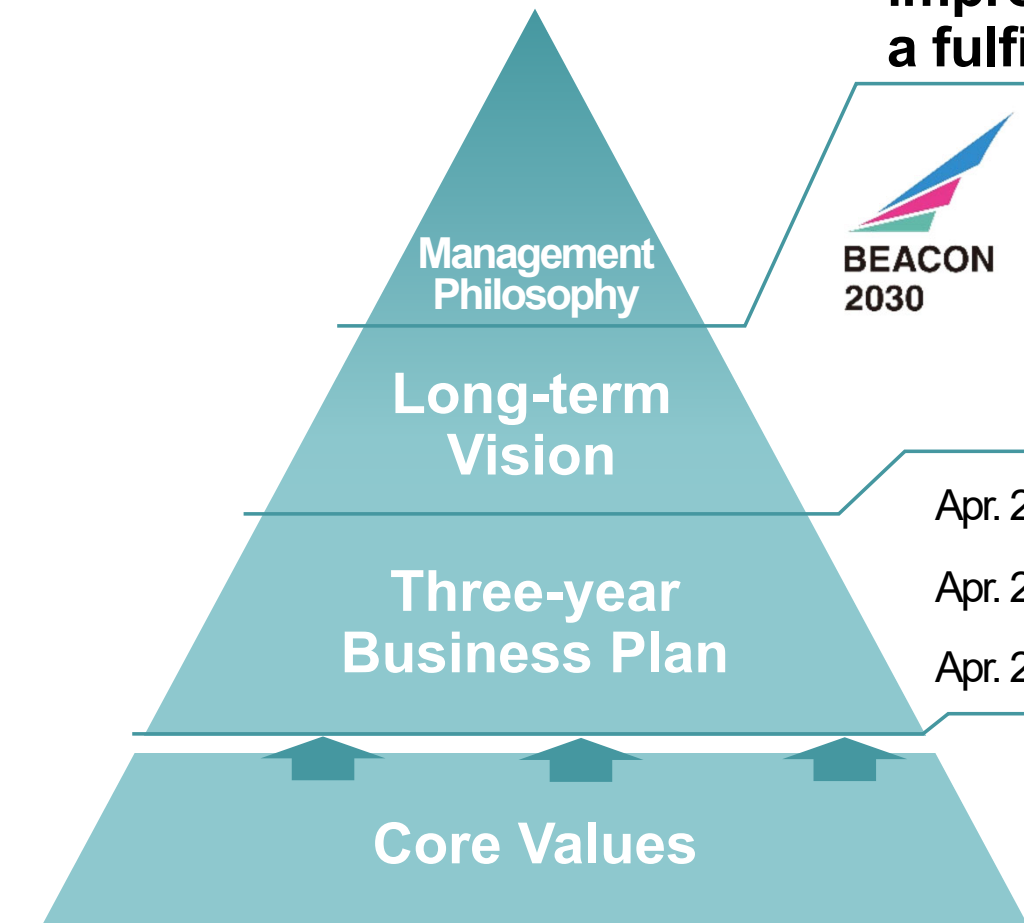 a fulfi
BEACON
2030
Management
Philosophy
Long-term
Vision
Apr. 2
Three-year
Business Plan
Apr. 2
Apr. 2
Core Values